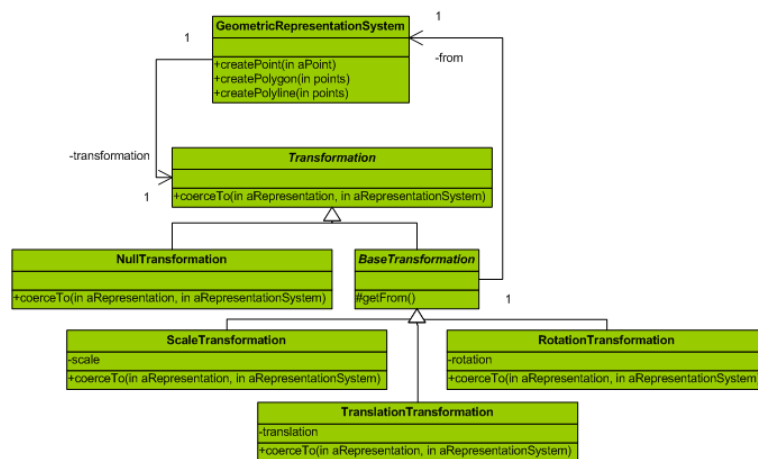 GeometricRepresentationSystem
1
1
+createPoint(in aPoint)
-from
+createPolygon(in points)
+createPolyline(in points)
-transformation
Transformation
1
+coerceTo(in aRepresentation, in aRepresentationSystem)
NullTransformation
BaseTransformation
+coerceTo(in aRepresentation, in aRepresentationSystem)
#getFrom()
1
ScaleTransformation
RotationTransformation
-scale
-rotation
+coerceTo(in aRepresentation, in aRepresentationSystem)
+coerceTo(in aRepresentation, in aRepresentationSystem)
TranslationTransformation
-translation
+coerceTo(in aRepresentation, in aRepresentationSystem)